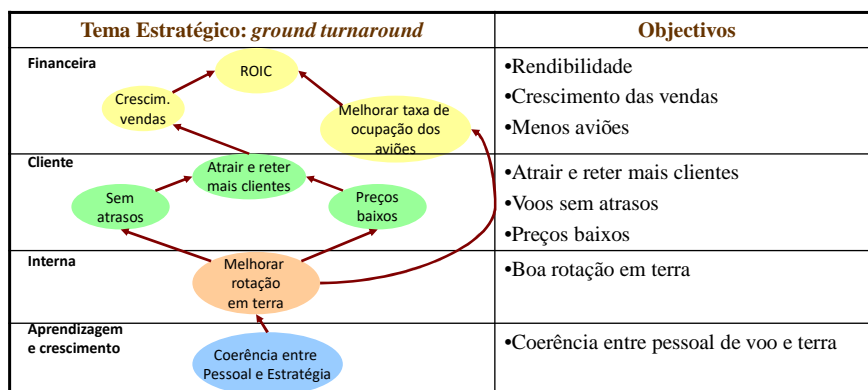 Tema Estratégico: ground turnaround
Objectivos
Financeira
ROIC
Crescim.
vendas
Melhorar taxa de
ocupação dos
aviões
•Rendibilidade
•Crescimento das vendas
•Menos aviões
Cliente
Atrair e reter
mais clientes
Sem
atrasos
Preços
baixos
•Atrair e reter mais clientes
•Voos sem atrasos
•Preços baixos
Interna
Melhorar
rotação
em terra
•Boa rotação em terra
Aprendizagem
e crescimento
Coerência entre
Pessoal e Estratégia
•Coerência entre pessoal de voo e terra